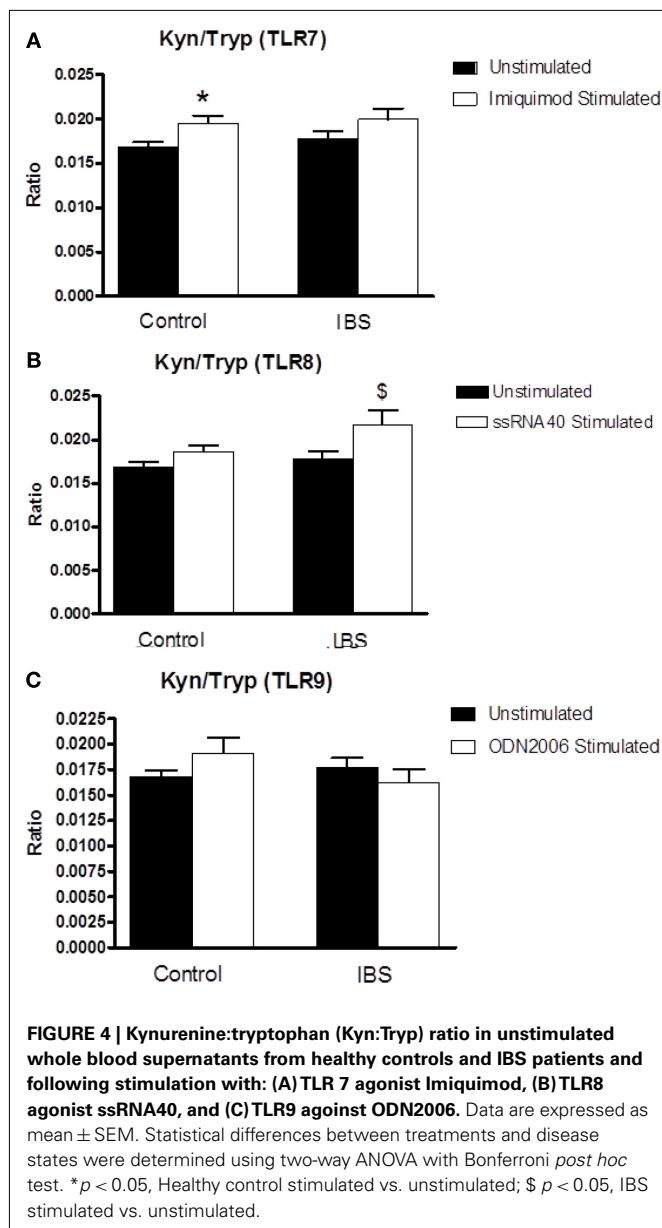 A
Kyn/Tryp (TLR7)
Unstimulated
Imiquimod Stimulated
*
0.025
0.020
0.015
0.010
0.005
0.000
Ratio
Control
IBS
B
Kyn/Tryp (TLR8)
Unstimulated
ssRNA40 Stimulated
$
0.025
0.020
0.015
0.010
0.005
0.000
Ratio
Control
IBS
C
Kyn/Tryp (TLR9)
Unstimulated
ODN2006 Stimulated
0.0225
0.0200
0.0175
0.0150
0.0125
0.0100
0.0075
0.0050
0.0025
0.0000
Ratio
Control
IBS
FIGURE 4 | Kynurenine:tryptophan (Kyn:Tryp) ratio in unstimulated
whole blood supernatants from healthy controls and IBS patients and
following stimulation with: (A) TLR 7 agonist Imiquimod, (B) TLR8
agonist ssRNA40, and (C) TLR9 against ODN2006. Data are expressed as
mean ± SEM. Statistical differences between treatments and disease
states were determined using two-way ANOVA with Bonferroni post hoc
test. *p < 0.05, Healthy control stimulated vs. unstimulated; $ p < 0.05, IBS
stimulated vs. unstimulated.